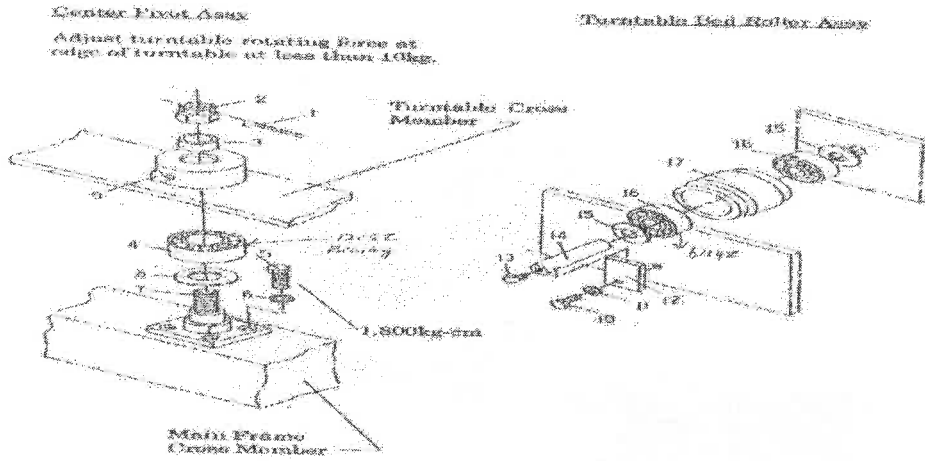 Center Pivot Assy
Adjust turntable rotating force at
edge of turntable at less than 10kg.
Turntable Bed Roller Assy
2
1
3
Turntable Cross
Member
9
4
8
7
5
6
1,800kg-cm
Main Frame
Cross Member
15
16
17
16
15
14
13
6114ZZ
12
11
10